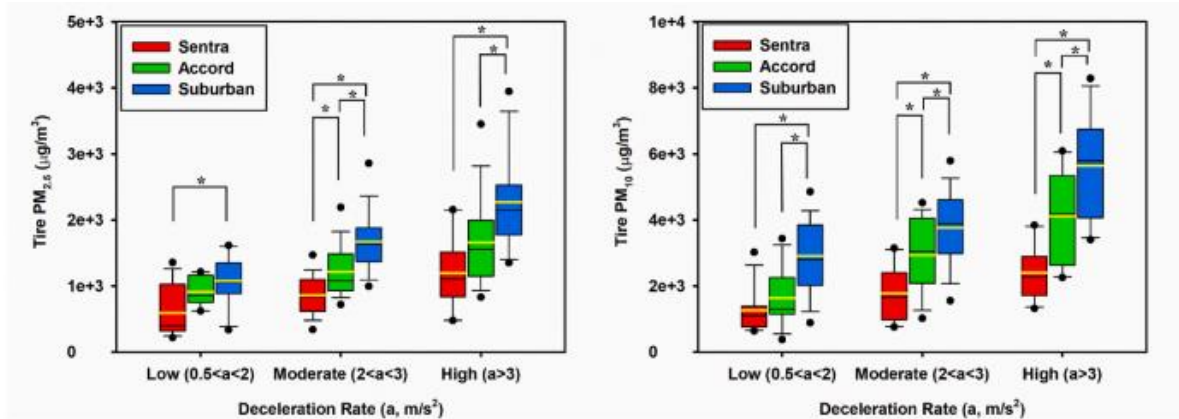 5e+3
4e+3
3e+3
2e+3
1e+3
0
Tire PM2.5 (μg/m3)
Sentra
Accord
Suburban
*
*
*
*
*
*
Low (0.5<a<2)
Moderate (2<a<3)
High (a>3)
Deceleration Rate (a, m/s2)
1e+4
8e+3
6e+3
4e+3
2e+3
0
Tire PM10 (μg/m3)
Sentra
Accord
Suburban
*
*
*
*
*
*
*
*
Low (0.5<a<2)
Moderate (2<a<3)
High (a>3)
Deceleration Rate (a, m/s2)